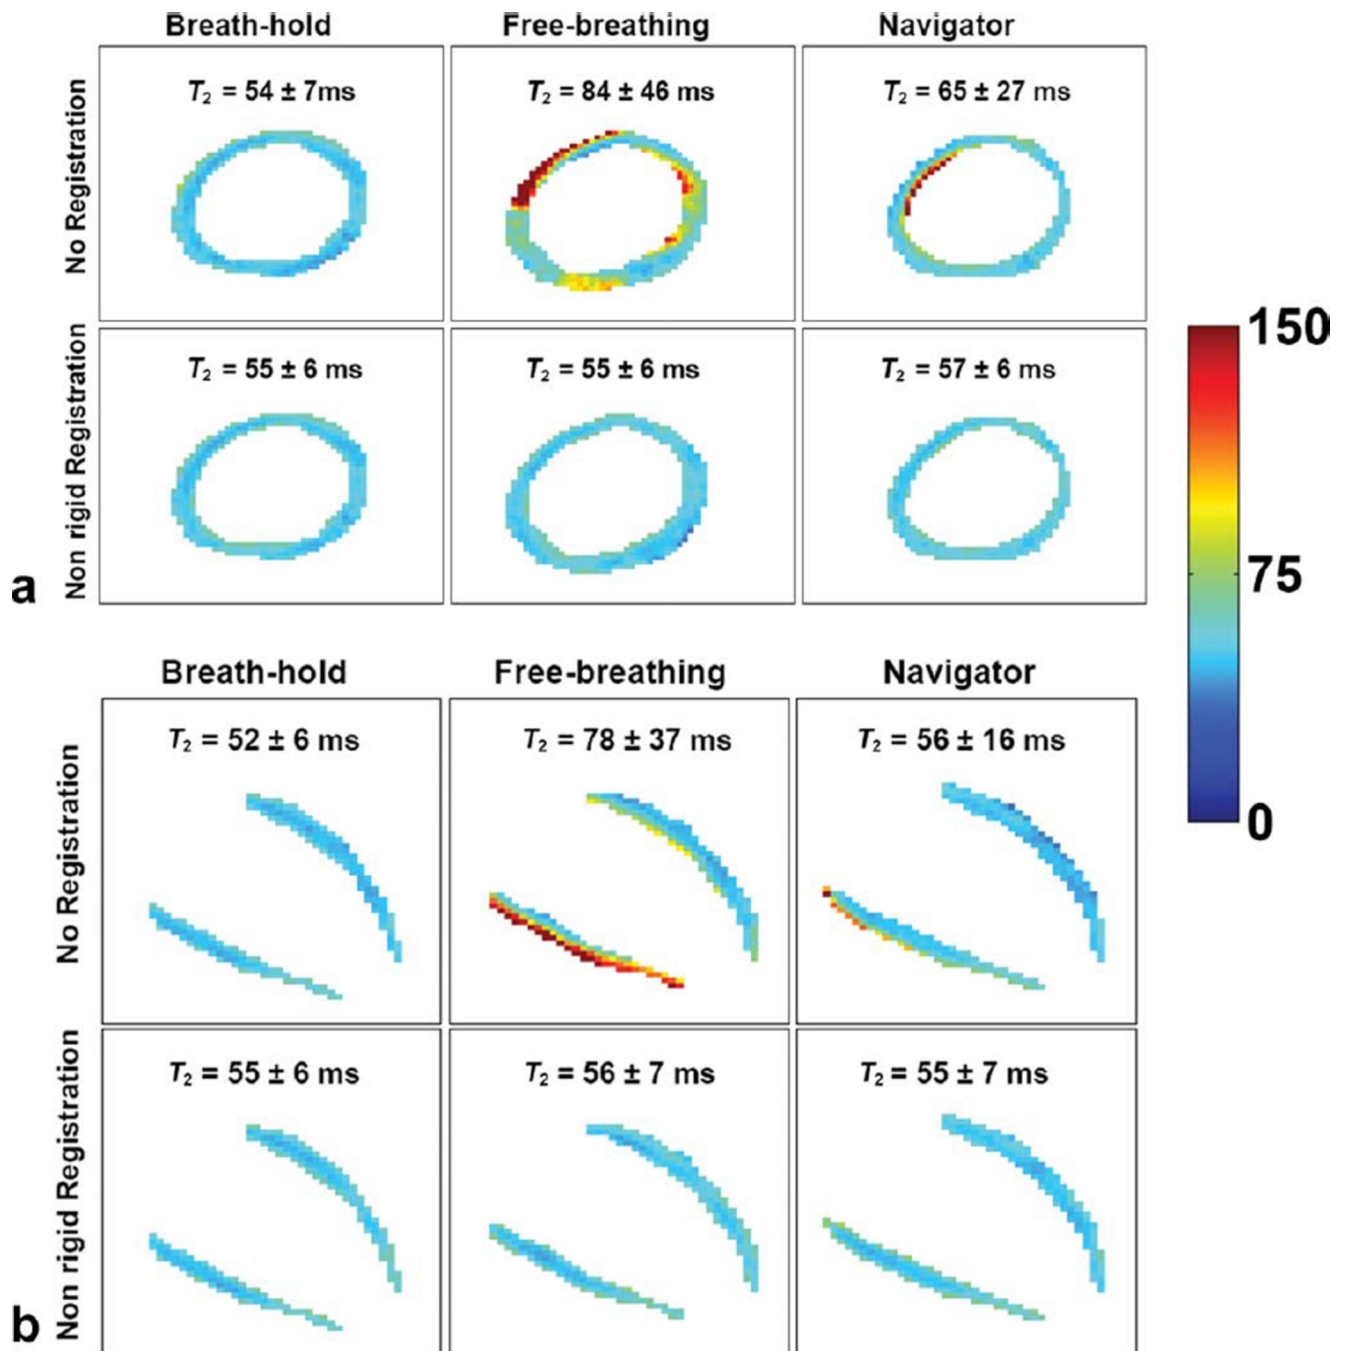 Breath-hold Free-breathing Navigator
No Registration
T2 = 54 ± 7ms T2 = 84 ± 46 ms T2 = 65 ± 27 ms
Non rigid Registration
T2 = 55 ± 6 ms T2 = 55 ± 6 ms T2 = 57 ± 6 ms
a
150
75
0
Breath-hold Free-breathing Navigator
No Registration
T2 = 52 ± 6 ms T2 = 78 ± 37 ms T2 = 56 ± 16 ms
Non rigid Registration
T2 = 55 ± 6 ms T2 = 56 ± 7 ms T2 = 55 ± 7 ms
b